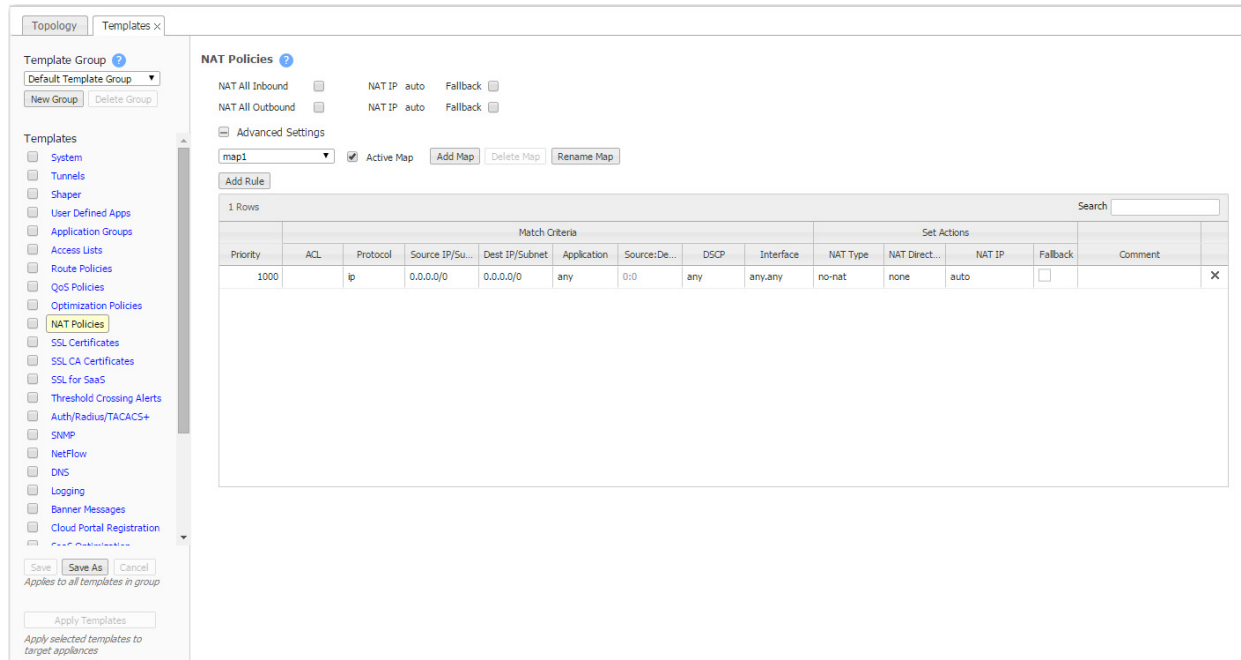 Topology Templates ×
Template Group ?
Default Template Group
New Group Delete Group
Templates
System
Tunnels
Shaper
User Defined Apps
Application Groups
Access Lists
Route Policies
QoS Policies
Optimization Policies
NAT Policies
SSL Certificates
SSL CA Certificates
SSL for SaaS
Threshold Crossing Alerts
Auth/Radius/TACACS+
SNMP
NetFlow
DNS
Logging
Banner Messages
Cloud Portal Registration
SaaS Optimization
Save Save As Cancel
Applies to all templates in group
Apply Templates
Apply selected templates to
target appliances
NAT Policies ?
NAT All Inbound NAT IP auto Fallback
NAT All Outbound NAT IP auto Fallback
Advanced Settings
map1 Active Map Add Map Delete Map Rename Map
Add Rule
1 Rows Search
Match Criteria Set Actions
Priority ACL Protocol Source IP/Su... Dest IP/Subnet Application Source:De... DSCP Interface NAT Type NAT Direct... NAT IP Fallback Comment
1000 ip 0.0.0.0/0 0.0.0.0/0 any 0:0 any any.any no-nat none auto ×